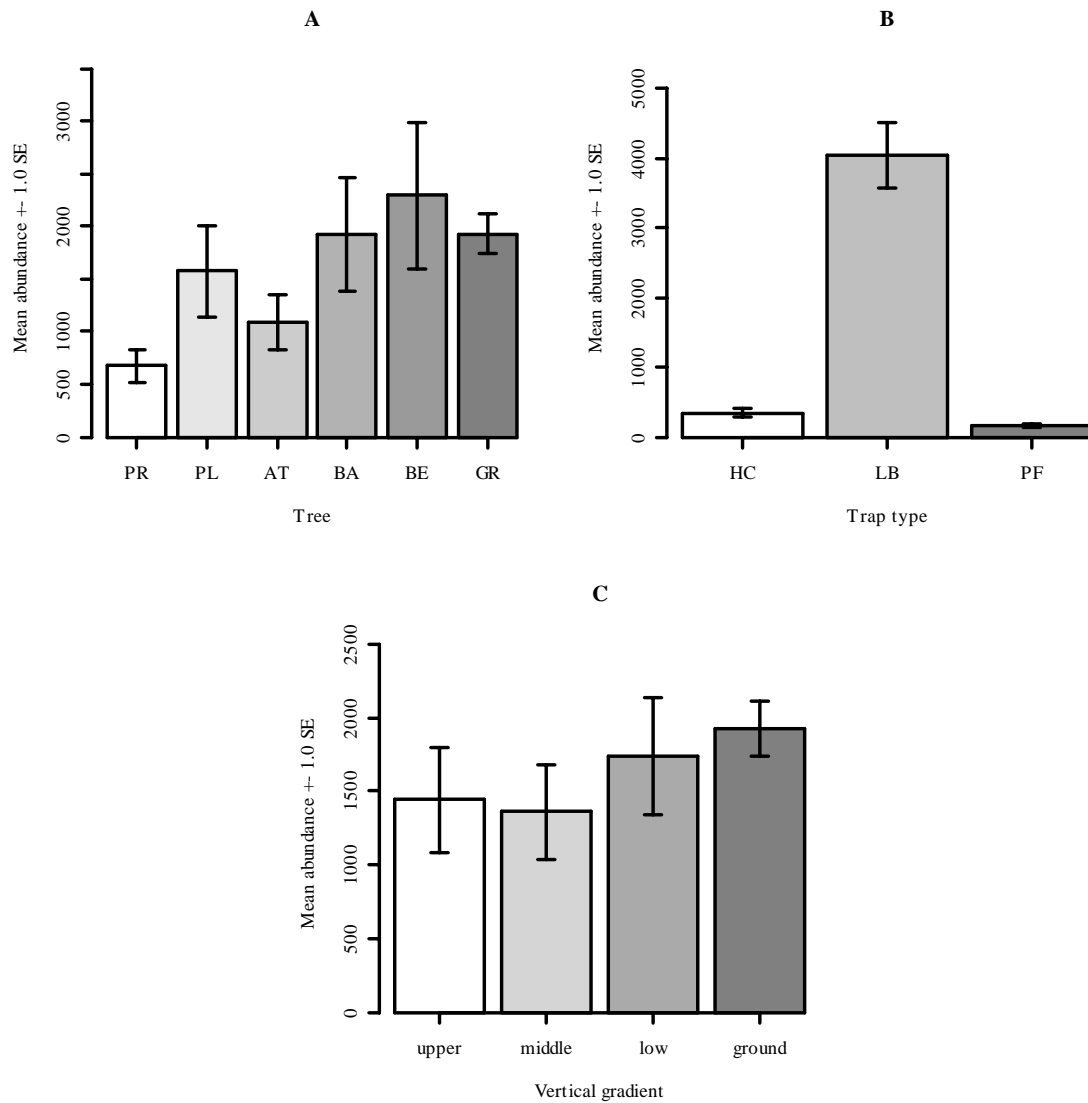 A
Mean abundance +- 1.0 SE
0 500 1000 2000 3000
PR PL AT BA BE GR
Tree
B
Mean abundance +- 1.0 SE
0 1000 2000 3000 4000 5000
HC LB PF
Trap type
C
Mean abundance +- 1.0 SE
0 500 1000 1500 2000 2500
upper middle low ground
Vertical gradient